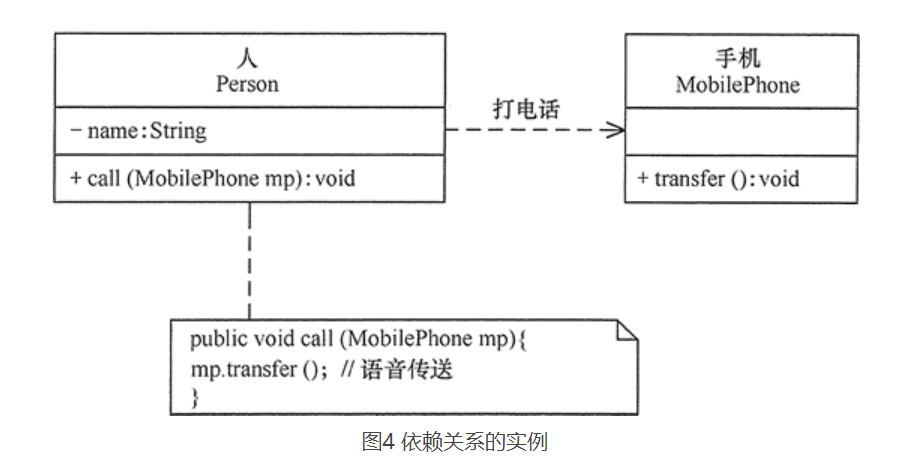 人
Person
- name:String
+ call (MobilePhone mp): void
打电话
手机
MobilePhone
+ transfer (): void
public void call (MobilePhone mp){
mp.transfer (); // 语音传送
}
图4 依赖关系的实例